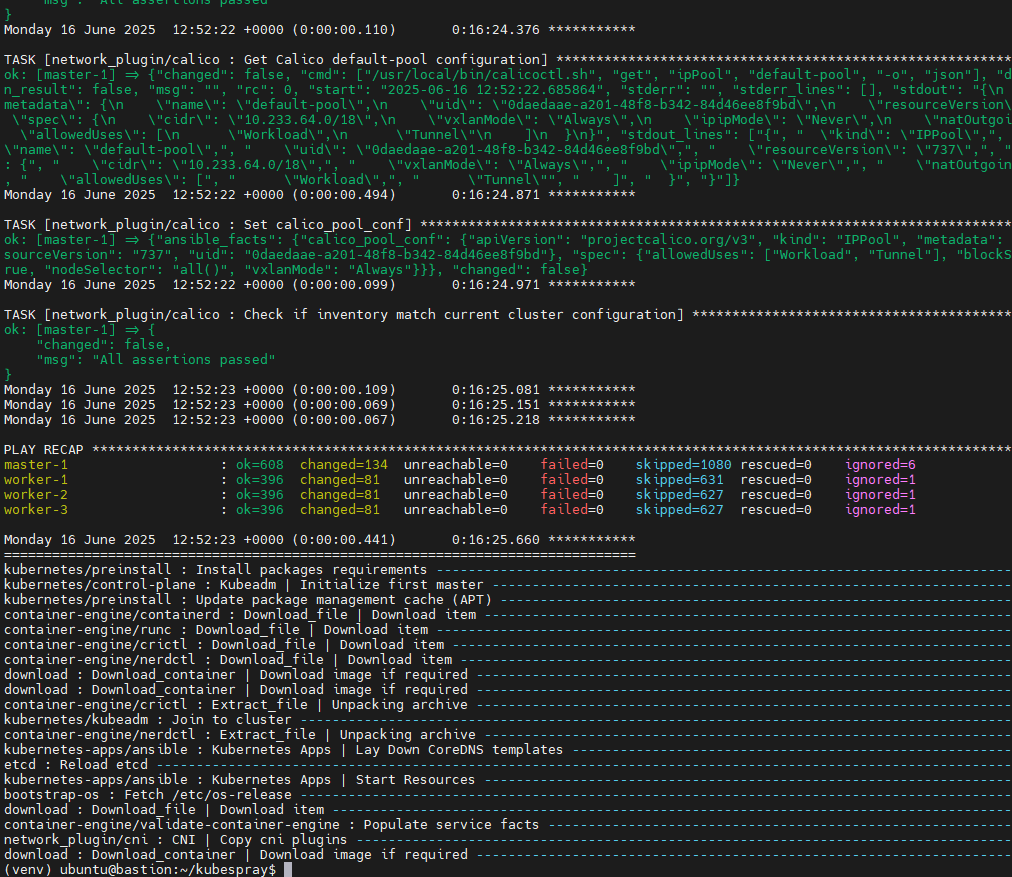 "msg": "All assertions passed"
}
Monday 16 June 2025  12:52:22 +0000 (0:00:00.110)       0:16:24.376 ***********
TASK [network_plugin/calico : Get Calico default-pool configuration] ********************************************************
ok: [master-1] => {"changed": false, "cmd": ["/usr/local/bin/calicoctl.sh", "get", "ipPool", "default-pool", "-o", "json"], "d
n_result": false, "msg": "", "rc": 0, "start": "2025-06-16 12:52:22.685864", "stderr": "", "stderr_lines": [], "stdout": "{\n
metadata\": {\n    \"name\": \"default-pool\",\n    \"uid\": \"0daedaae-a201-48f8-b342-84d46ee8f9bd\",\n    \"resourceVersion\
 \"spec\": {\n    \"cidr\": \"10.233.64.0/18\",\n    \"vxlanMode\": \"Always\",\n    \"ipipMode\": \"Never\",\n    \"natOutgoi
  \"allowedUses\": [\n      \"Workload\",\n      \"Tunnel\"\n    ]\n  }\n}", "stdout_lines": ["{", "  \"kind\": \"IPPool\",",
\"name\": \"default-pool\",", "    \"uid\": \"0daedaae-a201-48f8-b342-84d46ee8f9bd\",", "    \"resourceVersion\": \"737\",", "
: {", "    \"cidr\": \"10.233.64.0/18\",", "    \"vxlanMode\": \"Always\",", "    \"ipipMode\": \"Never\",", "    \"natOutgoin
, "    \"allowedUses\": [", "      \"Workload\",", "      \"Tunnel\"", "    ]", "  }", "}"]}
Monday 16 June 2025  12:52:22 +0000 (0:00:00.494)       0:16:24.871 ***********
TASK [network_plugin/calico : Set calico_pool_conf] **************************************************************************
ok: [master-1] => {"ansible_facts": {"calico_pool_conf": {"apiVersion": "projectcalico.org/v3", "kind": "IPPool", "metadata":
sourceVersion": "737", "uid": "0daedaae-a201-48f8-b342-84d46ee8f9bd"}, "spec": {"allowedUses": ["Workload", "Tunnel"], "blockS
rue, "nodeSelector": "all()", "vxlanMode": "Always"}}}, "changed": false}
Monday 16 June 2025  12:52:22 +0000 (0:00:00.099)       0:16:24.971 ***********
TASK [network_plugin/calico : Check if inventory match current cluster configuration] ****************************************
ok: [master-1] => {
    "changed": false,
    "msg": "All assertions passed"
}
Monday 16 June 2025  12:52:23 +0000 (0:00:00.109)       0:16:25.081 ***********
Monday 16 June 2025  12:52:23 +0000 (0:00:00.069)       0:16:25.151 ***********
Monday 16 June 2025  12:52:23 +0000 (0:00:00.067)       0:16:25.218 ***********
PLAY RECAP *******************************************************************************************************************
master-1                   : ok=608  changed=134  unreachable=0    failed=0    skipped=1080 rescued=0    ignored=6
worker-1                   : ok=396  changed=81   unreachable=0    failed=0    skipped=631  rescued=0    ignored=1
worker-2                   : ok=396  changed=81   unreachable=0    failed=0    skipped=627  rescued=0    ignored=1
worker-3                   : ok=396  changed=81   unreachable=0    failed=0    skipped=627  rescued=0    ignored=1
Monday 16 June 2025  12:52:23 +0000 (0:00:00.441)       0:16:25.660 ***********
===============================================================================
kubernetes/preinstall : Install packages requirements ------------------------------------------------------------------------
kubernetes/control-plane : Kubeadm | Initialize first master -----------------------------------------------------------------
kubernetes/preinstall : Update package management cache (APT) ----------------------------------------------------------------
container-engine/containerd : Download_file | Download item ------------------------------------------------------------------
container-engine/runc : Download_file | Download item ------------------------------------------------------------------------
container-engine/crictl : Download_file | Download item ----------------------------------------------------------------------
container-engine/nerdctl : Download_file | Download item ---------------------------------------------------------------------
download : Download_container | Download image if required -------------------------------------------------------------------
download : Download_container | Download image if required -------------------------------------------------------------------
container-engine/crictl : Extract_file | Unpacking archive -------------------------------------------------------------------
kubernetes/kubeadm : Join to cluster -----------------------------------------------------------------------------------------
container-engine/nerdctl : Extract_file | Unpacking archive ------------------------------------------------------------------
kubernetes-apps/ansible : Kubernetes Apps | Lay Down CoreDNS templates -------------------------------------------------------
etcd : Reload etcd -----------------------------------------------------------------------------------------------------------
kubernetes-apps/ansible : Kubernetes Apps | Start Resources ------------------------------------------------------------------
bootstrap-os : Fetch /etc/os-release -----------------------------------------------------------------------------------------
download : Download_file | Download item -------------------------------------------------------------------------------------
container-engine/validate-container-engine : Populate service facts ----------------------------------------------------------
network_plugin/cni : CNI | Copy cni plugins ----------------------------------------------------------------------------------
download : Download_container | Download image if required -------------------------------------------------------------------
(venv) ubuntu@bastion:~/kubespray$